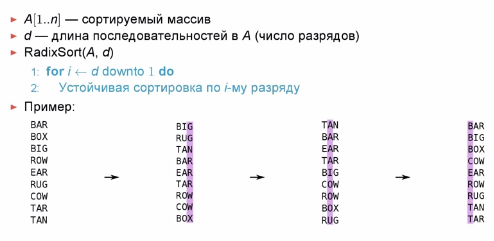 A[1..n] — сортируемый массив
d — длина последовательностей в A (число разрядов)
RadixSort(A, d)
1: for i ← d downto 1 do
2: Устойчивая сортировка по i-му разряду
Пример:
BAR
BOX
BIG
ROW
EAR
RUG
COW
TAR
TAN
BIG
RUG
TAN
BAR
EAR
TAR
ROW
COW
BOX
TAN
BAR
EAR
TAR
BIG
COW
ROW
BOX
RUG
BAR
BIG
BOX
COW
EAR
ROW
RUG
TAN
TAR